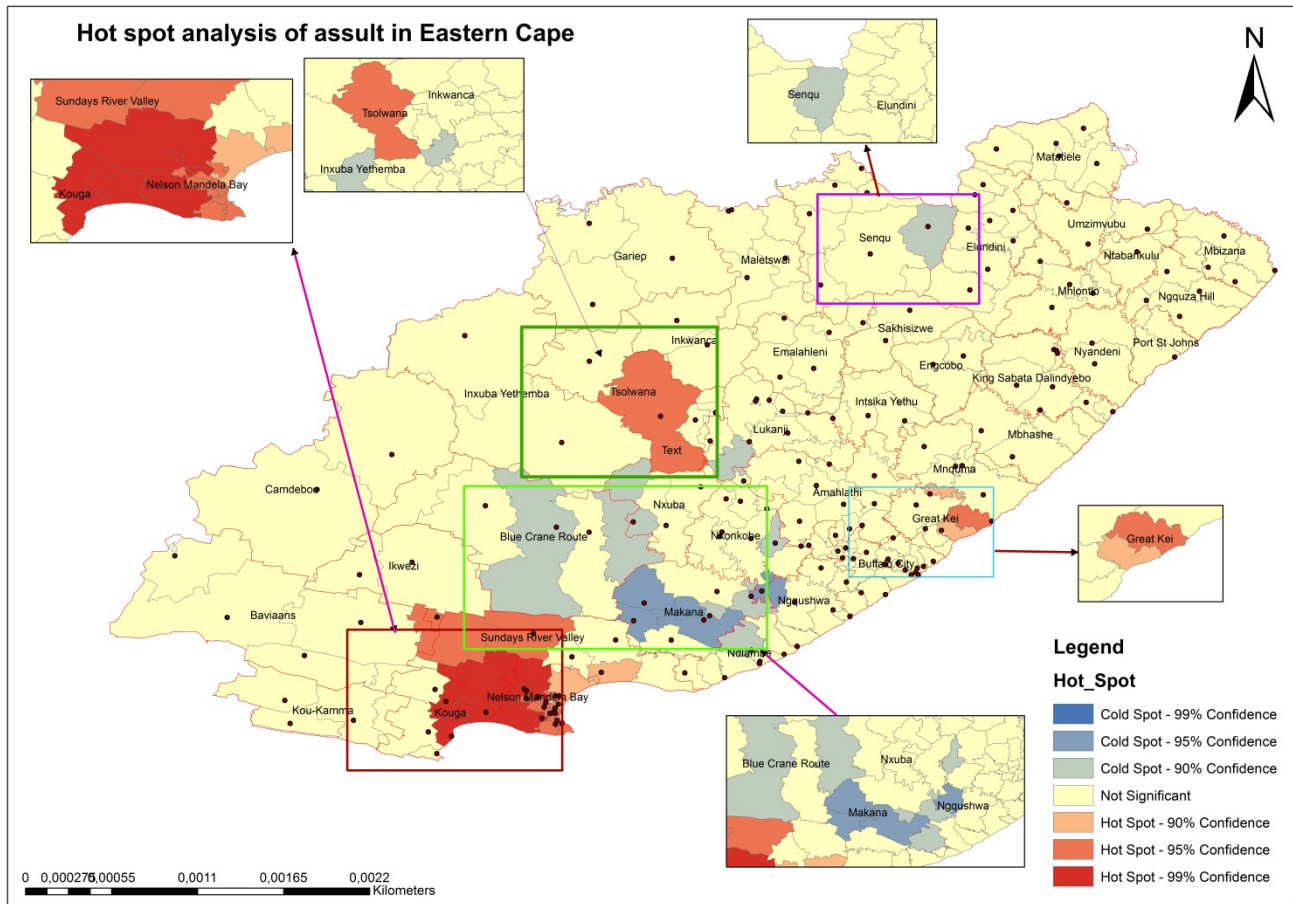 Hot spot analysis of assult in Eastern Cape
N
Sundays River Valley
Nelson Mandela Bay
Kouga
Inkwanca
Tsolwana
Inxuba Yethemba
Senqu
Elundini
Matatiele
Umzimvubu
Mbizana
Ntabankulu
Senqu
Elundini
Gariep
Maletswai
Mhlontlo
Ngquza Hill
Sakhisizwe
Port St Johns
Inkwanca
Emalahleni
Nyandeni
Engcobo
King Sabata Dalindyebo
Tsolwana
Inxuba Yethemba
Intsika Yethu
Lukanji
Mbhashe
Text
Mnquma
Camdeboo
Amahlathi
Nxuba
Great Kei
Blue Crane Route
Nkonkobe
Buffalo City
Ikwezi
Ngqushwa
Makana
Baviaans
Sundays River Valley
Ndlambe
Nelson Mandela Bay
Kou-Kamma
Kouga
Great Kei
Blue Crane Route
Nxuba
Makana
Ngqushwa
Legend
Hot_Spot
Cold Spot - 99% Confidence
Cold Spot - 95% Confidence
Cold Spot - 90% Confidence
Not Significant
Hot Spot - 90% Confidence
Hot Spot - 95% Confidence
Hot Spot - 99% Confidence
0 0,000275 0,00055 0,0011 0,00165 0,0022
Kilometers